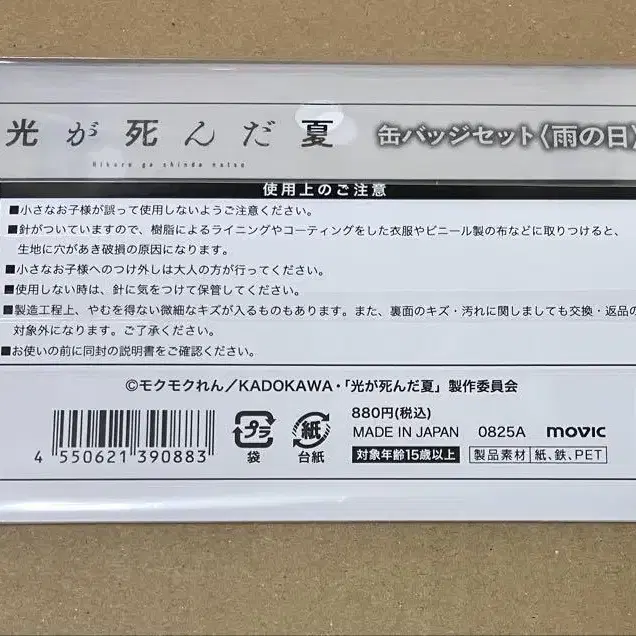 光が死んだ夏 缶バッジセット〈雨の日〉
Hikaru ga shinda natsu
使用上のご注意
■小さなお子様が誤って使用しないようご注意ください。
■針がついていますので、樹脂によるライニングやコーティングをした衣服やビニール製の布などに取りつけると、
生地に穴があき破損の原因になります。
■小さなお子様へのつけ外しは大人の方が行ってください。
■使用しない時は、針に気をつけて保管してください。
■製造工程上、やむを得ない微細なキズが入るものもあります。また、裏面のキズ・汚れに関しましても交換・返品の
対象外になります。ご了承ください。
■お使いの前に同封の説明書をご確認ください。
©モクモクれん/KADOKAWA・「光が死んだ夏」製作委員会
4 550621 390883
プラ
袋
紙
台紙
880円(税込)
MADE IN JAPAN 0825A movic
対象年齢15歳以上 製品素材 紙、鉄、PET